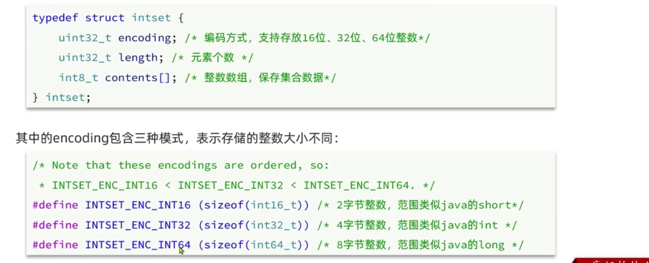 typedef struct intset {
uint32_t encoding; /* 编码方式，支持存放16位、32位、64位整数*/
uint32_t length; /* 元素个数 */
int8_t contents[]; /* 整数数组，保存集合数据*/
} intset;
其中的encoding包含三种模式，表示存储的整数大小不同：
/* Note that these encodings are ordered, so:
* INTSET_ENC_INT16 < INTSET_ENC_INT32 < INTSET_ENC_INT64. */
#define INTSET_ENC_INT16 (sizeof(int16_t)) /* 2字节整数，范围类似java的short*/
#define INTSET_ENC_INT32 (sizeof(int32_t)) /* 4字节整数，范围类似java的int */
#define INTSET_ENC_INT64 (sizeof(int64_t)) /* 8字节整数，范围类似java的long */